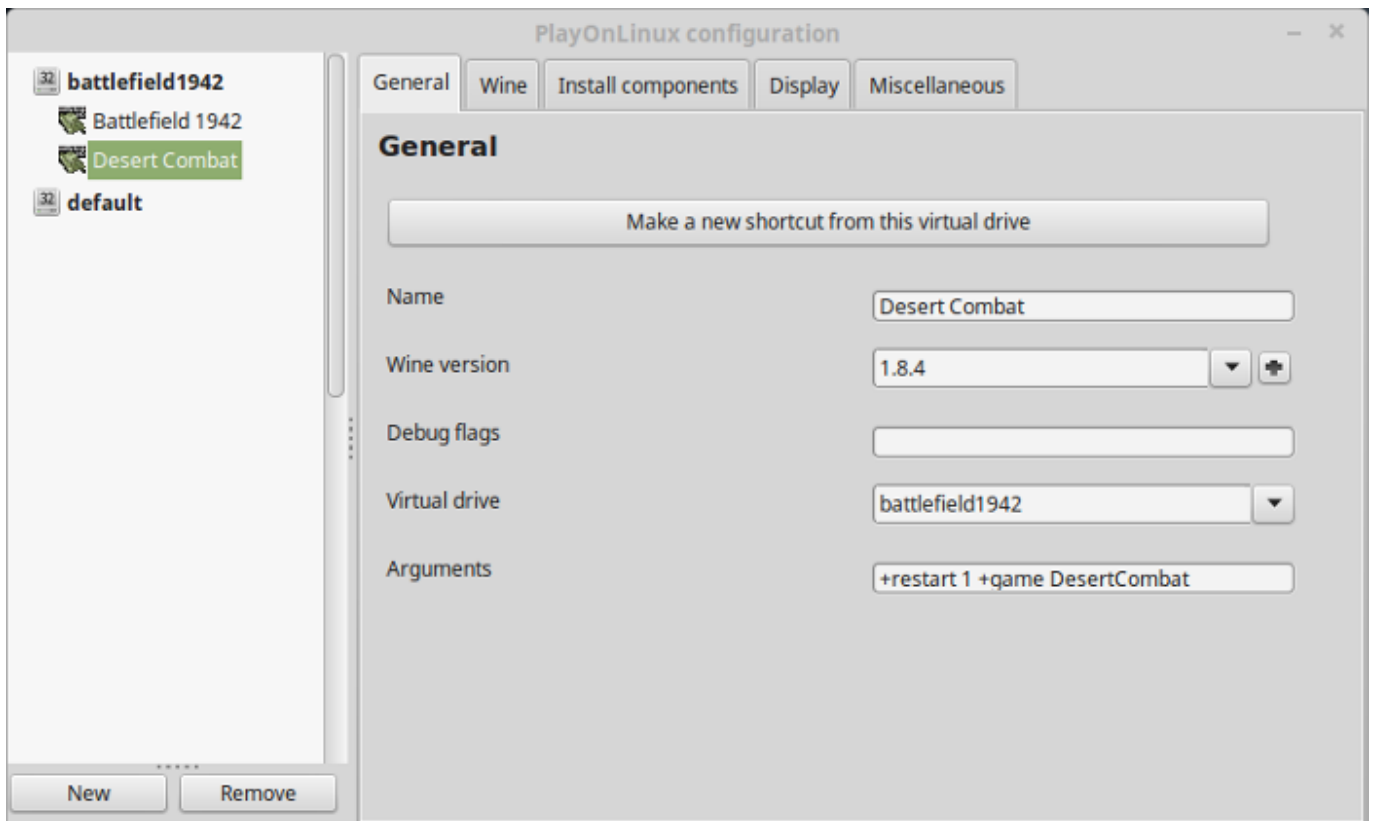 PlayOnLinux configuration
32 battlefield1942
Battlefield 1942
Desert Combat
32 default
New Remove
General Wine Install components Display Miscellaneous
General
Make a new shortcut from this virtual drive
Name Desert Combat
Wine version 1.8.4
Debug flags
Virtual drive battlefield1942
Arguments +restart 1 +game DesertCombat